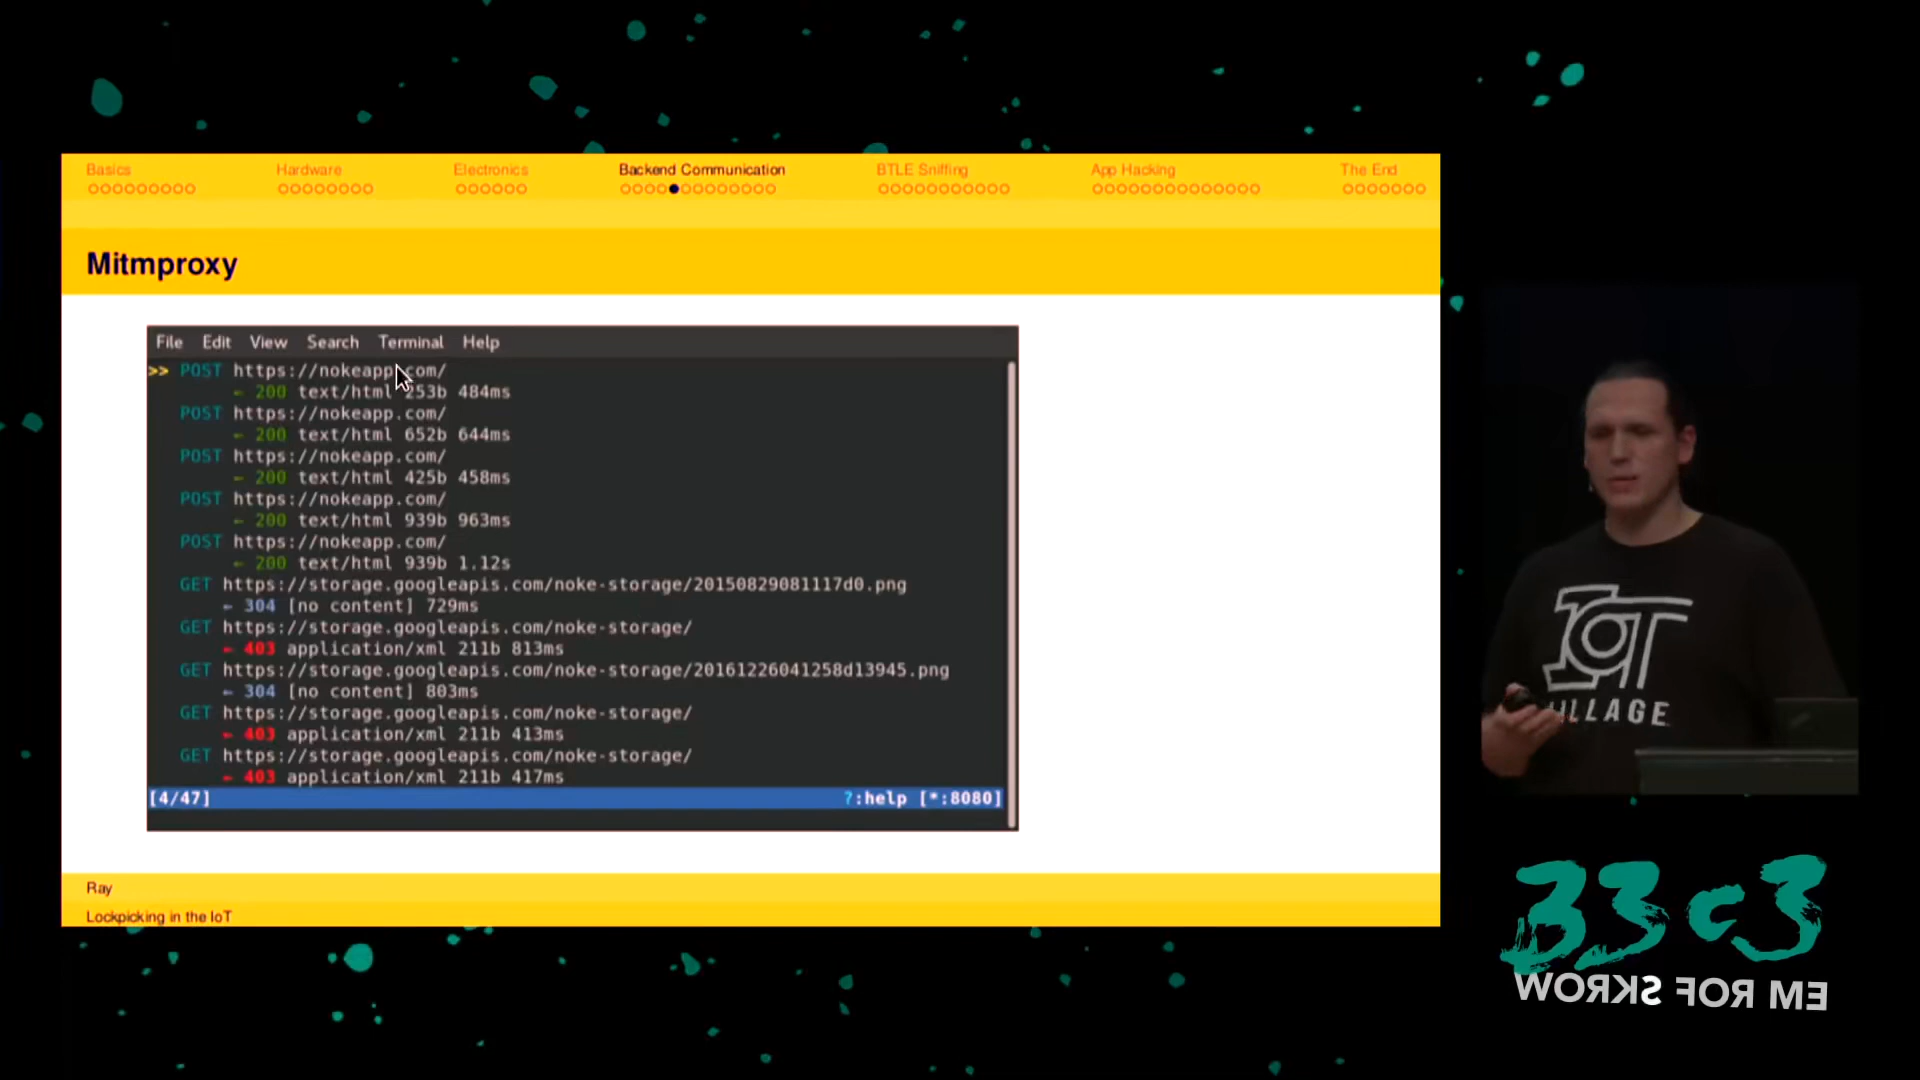 Basics Hardware Electronics Backend Communication BTLE Sniffing App Hacking The End
Mitmproxy
File Edit View Search Terminal Help
>> POST https://nokeapp.com/
← 200 text/html 253b 484ms
POST https://nokeapp.com/
← 200 text/html 652b 644ms
POST https://nokeapp.com/
← 200 text/html 425b 458ms
POST https://nokeapp.com/
← 200 text/html 939b 963ms
POST https://nokeapp.com/
← 200 text/html 939b 1.12s
GET https://storage.googleapis.com/noke-storage/20150829081117d0.png
← 304 [no content] 729ms
GET https://storage.googleapis.com/noke-storage/
← 403 application/xml 211b 813ms
GET https://storage.googleapis.com/noke-storage/20161226041258d13945.png
← 304 [no content] 803ms
GET https://storage.googleapis.com/noke-storage/
← 403 application/xml 211b 413ms
GET https://storage.googleapis.com/noke-storage/
← 403 application/xml 211b 417ms
[4/47] ?:help [*:8080]
Ray
Lockpicking in the IoT
IoT
VILLAGE
33c3
WORKS FOR ME